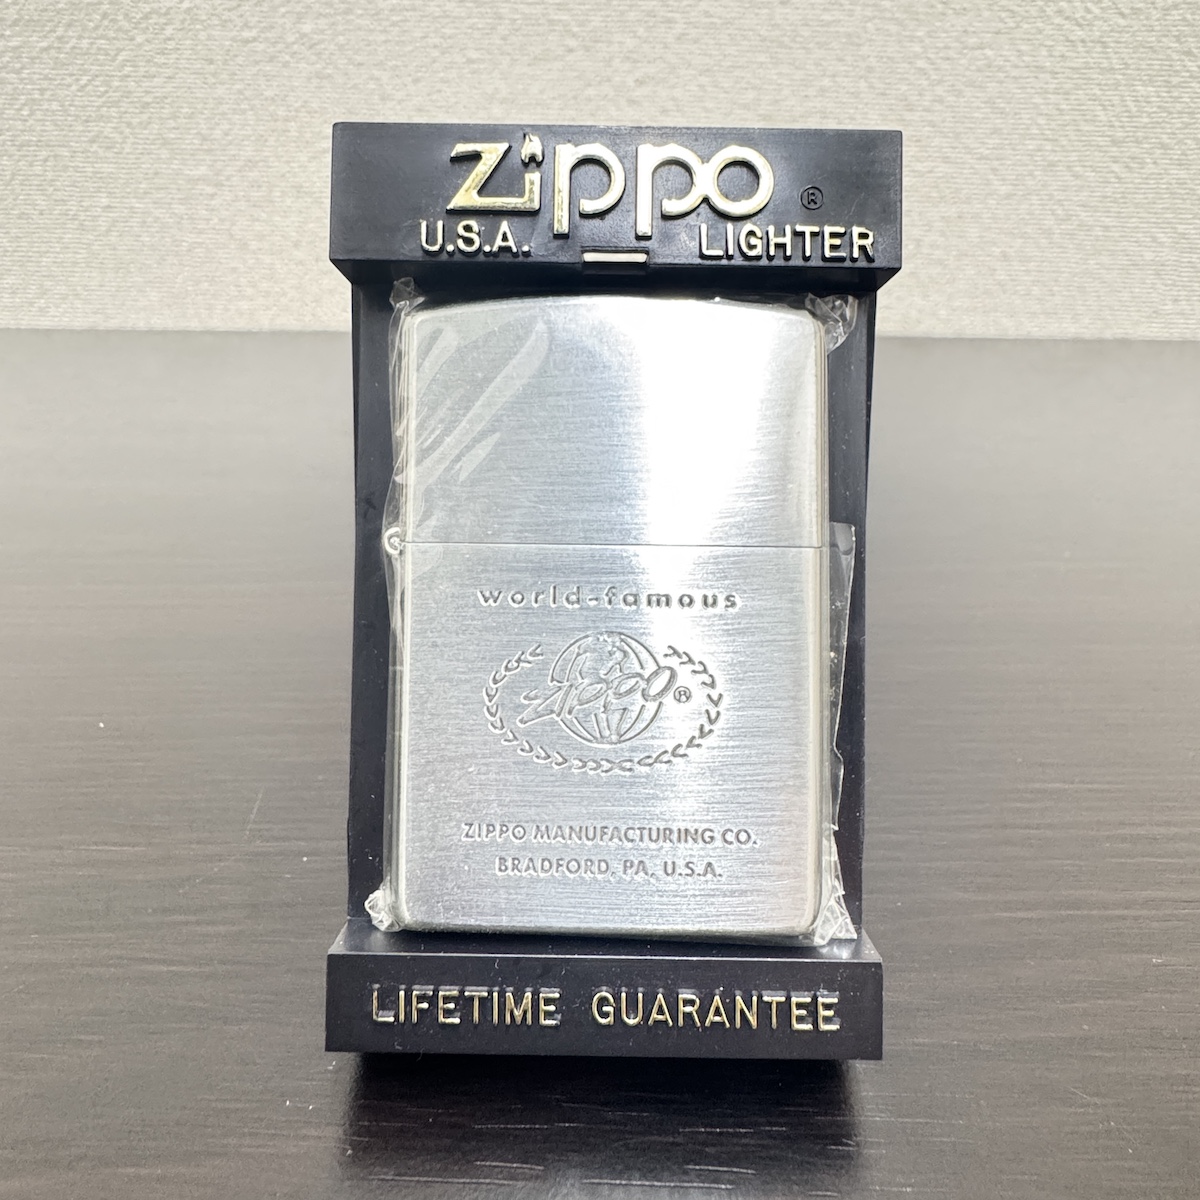 Zippo ®
U.S.A. LIGHTER
world-famous
Zippo ®
ZIPPO MANUFACTURING CO.
BRADFORD, PA. U.S.A.
LIFETIME GUARANTEE